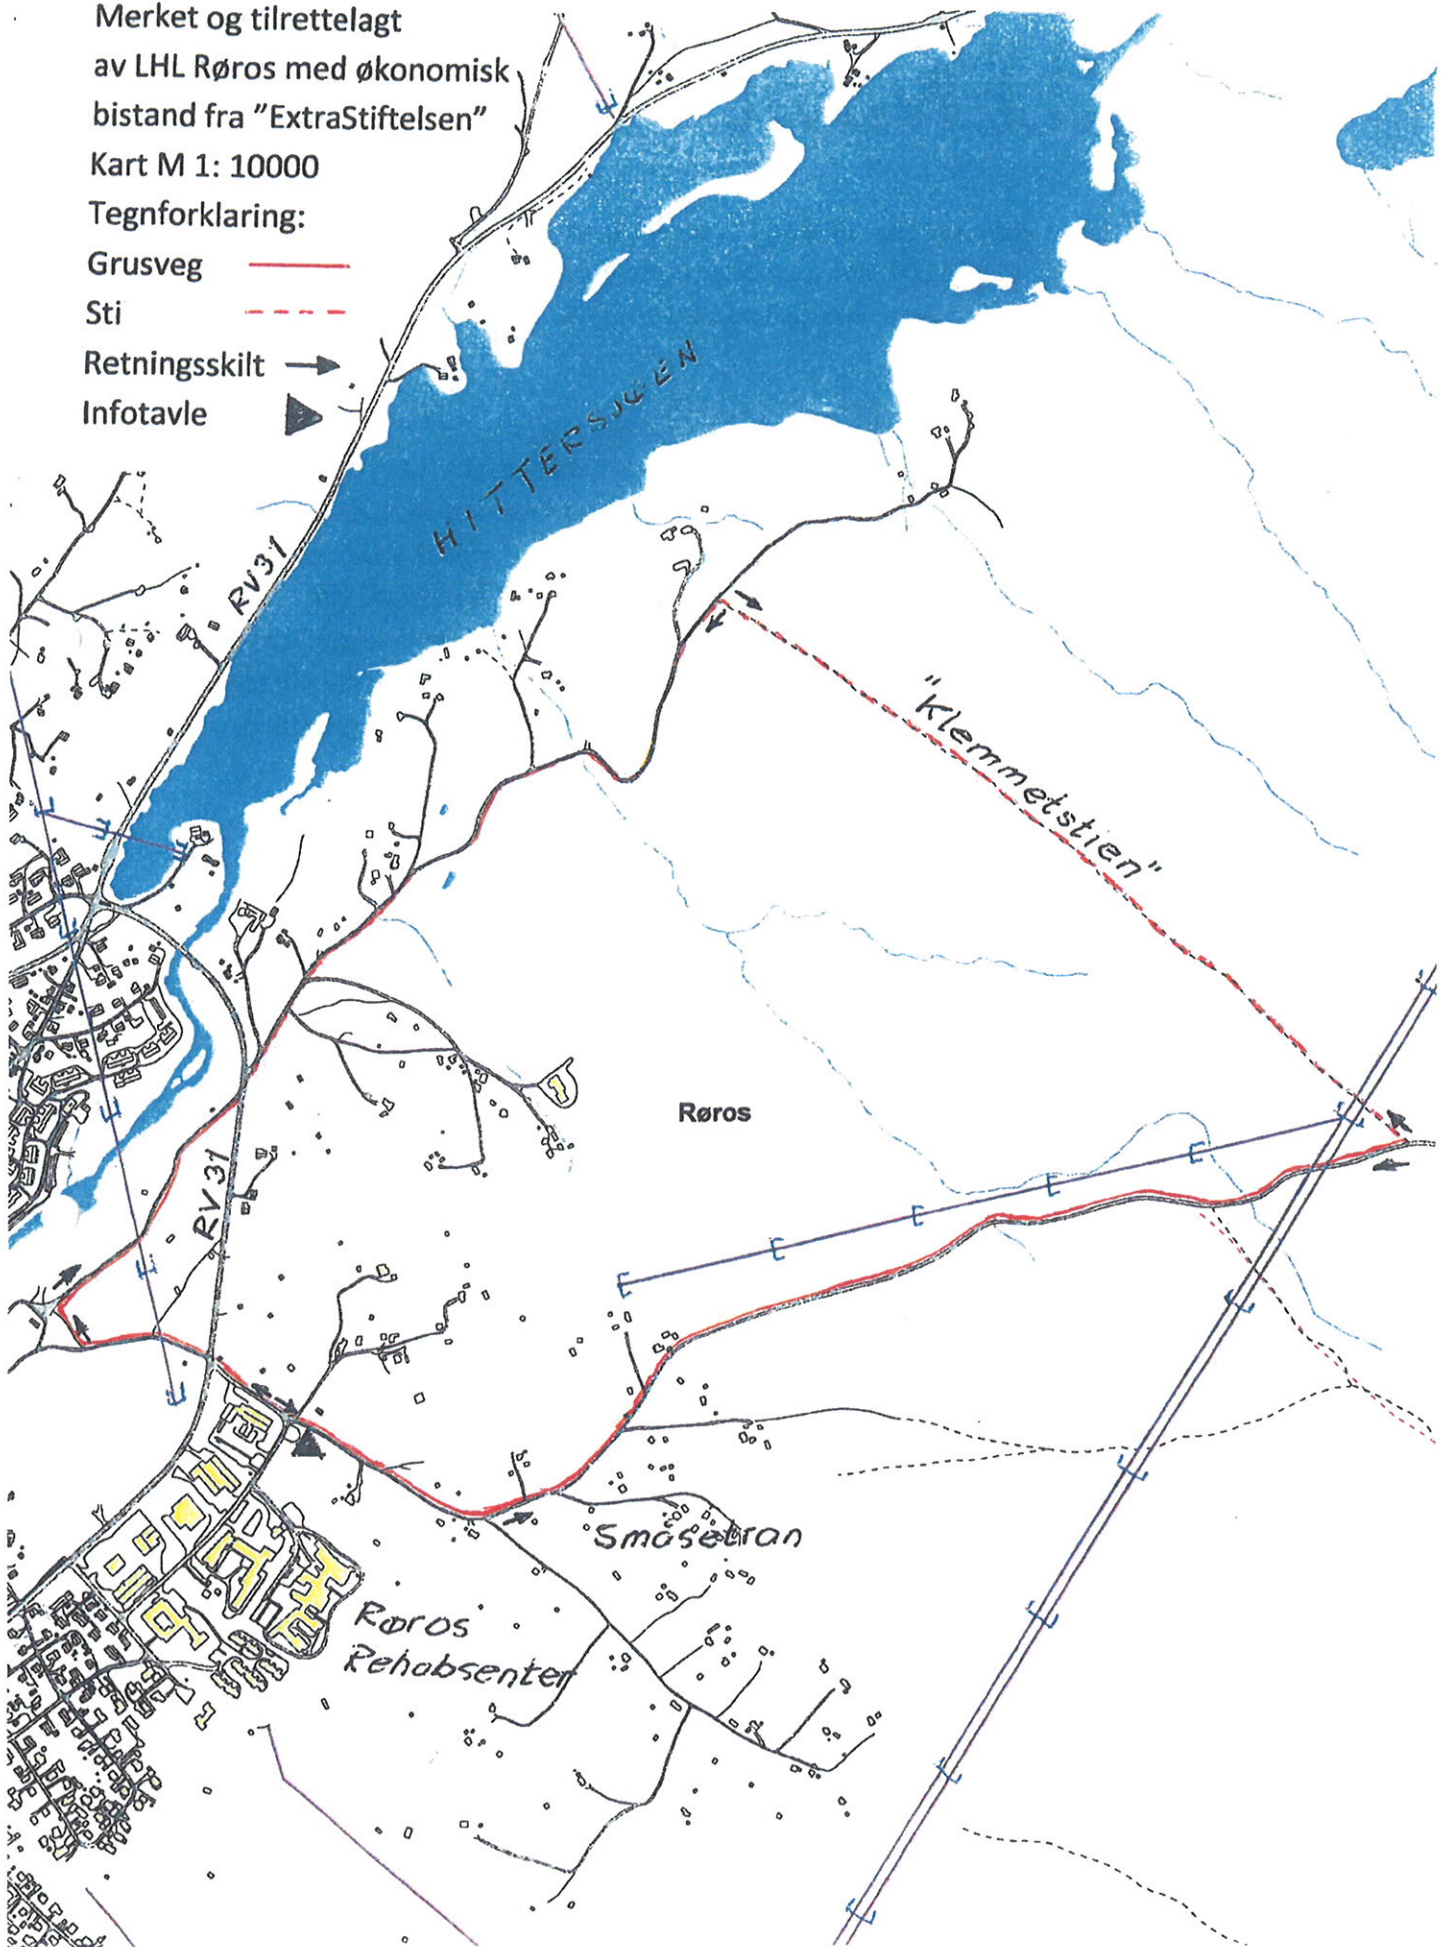 Merket og tilrettelagt
av LHL Røros med økonomisk
bistand fra ”ExtraStiftelsen”
Kart M 1: 10000
Tegnforklaring:
Grusveg
Sti
Retningsskilt
Infotavle
HITTERSJØEN
RV31
"Klemmetstien"
Røros
RV31
Småsetran
Røros
Rehabsenter